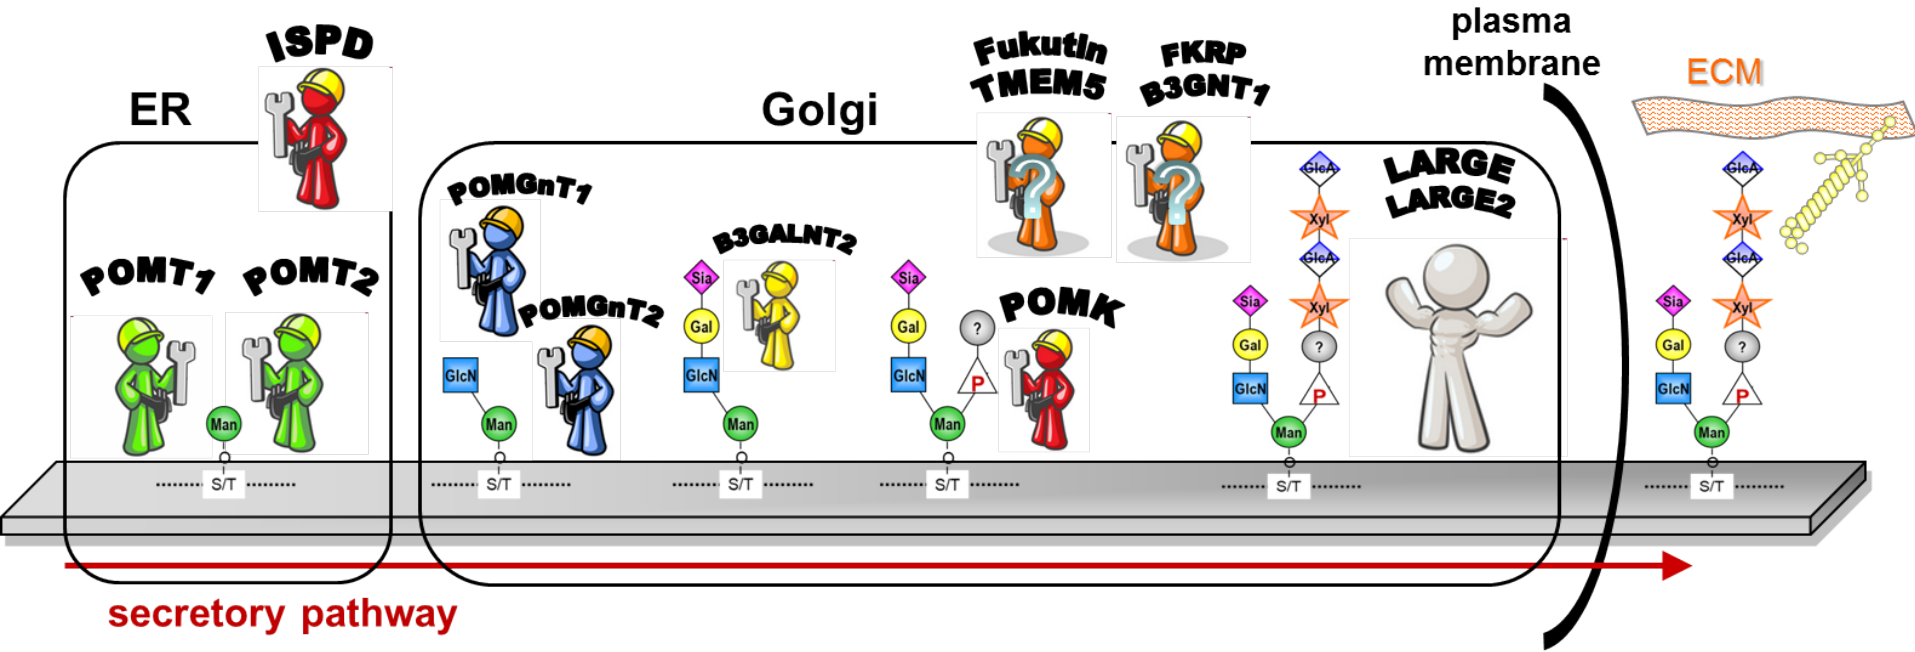 ISPD
ER
POMT1
POMT2
Man
O
S/T
Golgi
POMGnT1
POMGnT2
GlcN
Man
O
S/T
B3GALNT2
Sia
Gal
GlcN
Man
O
S/T
Fukutin
TMEM5
FKRP
B3GNT1
?
?
POMK
Sia
Gal
GlcN
?
P
Man
O
S/T
LARGE
LARGE2
GlcA
Xyl
GlcA
Xyl
?
P
Sia
Gal
GlcN
Man
O
S/T
plasma
membrane
ECM
GlcA
Xyl
GlcA
Xyl
?
P
Sia
Gal
GlcN
Man
O
S/T
secretory pathway